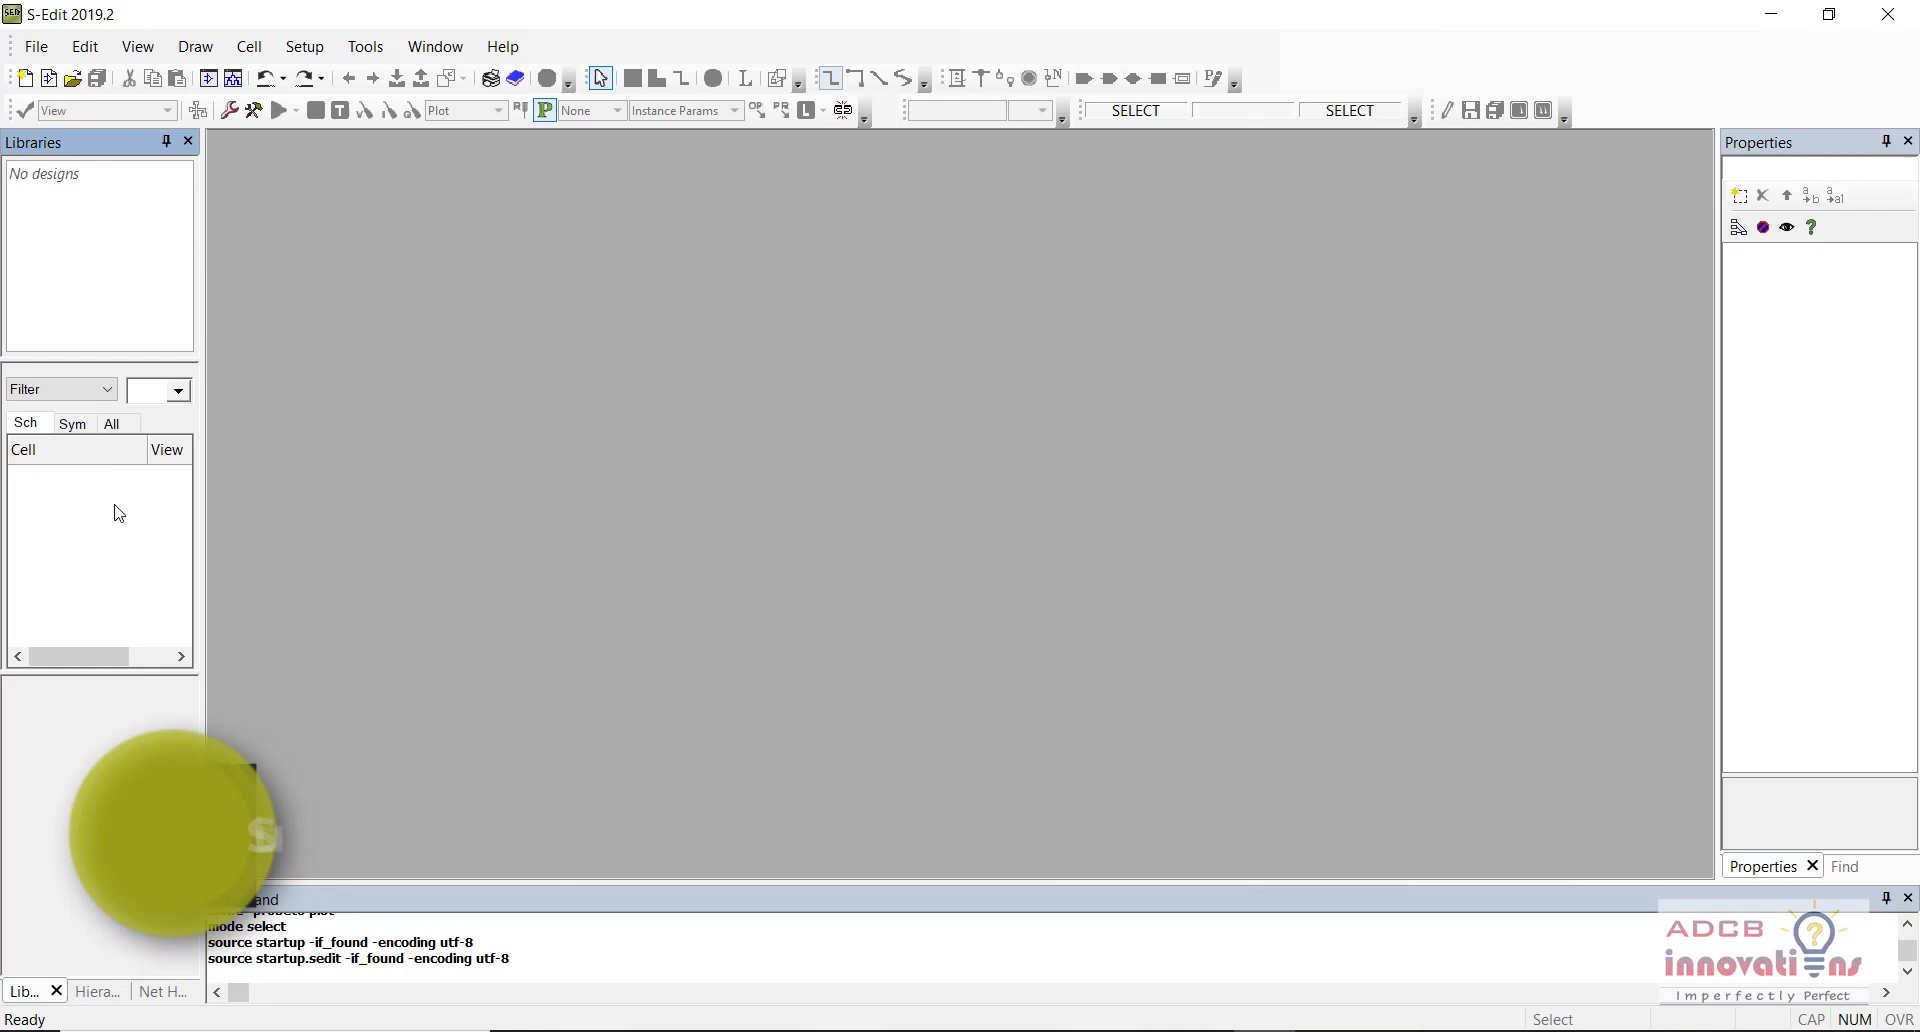 S-Edit 2019.2
File Edit View Draw Cell Setup Tools Window Help
View
Plot
None
Instance Params
SELECT
SELECT
Libraries
No designs
Filter
Sch Sym All
Cell View
Properties
Properties Find
mode select
source startup -if_found -encoding utf-8
source startup.sedit -if_found -encoding utf-8
Lib... Hiera... Net H...
Ready Select CAP NUM OVR
ADCB
innovations
Imperfectly Perfect